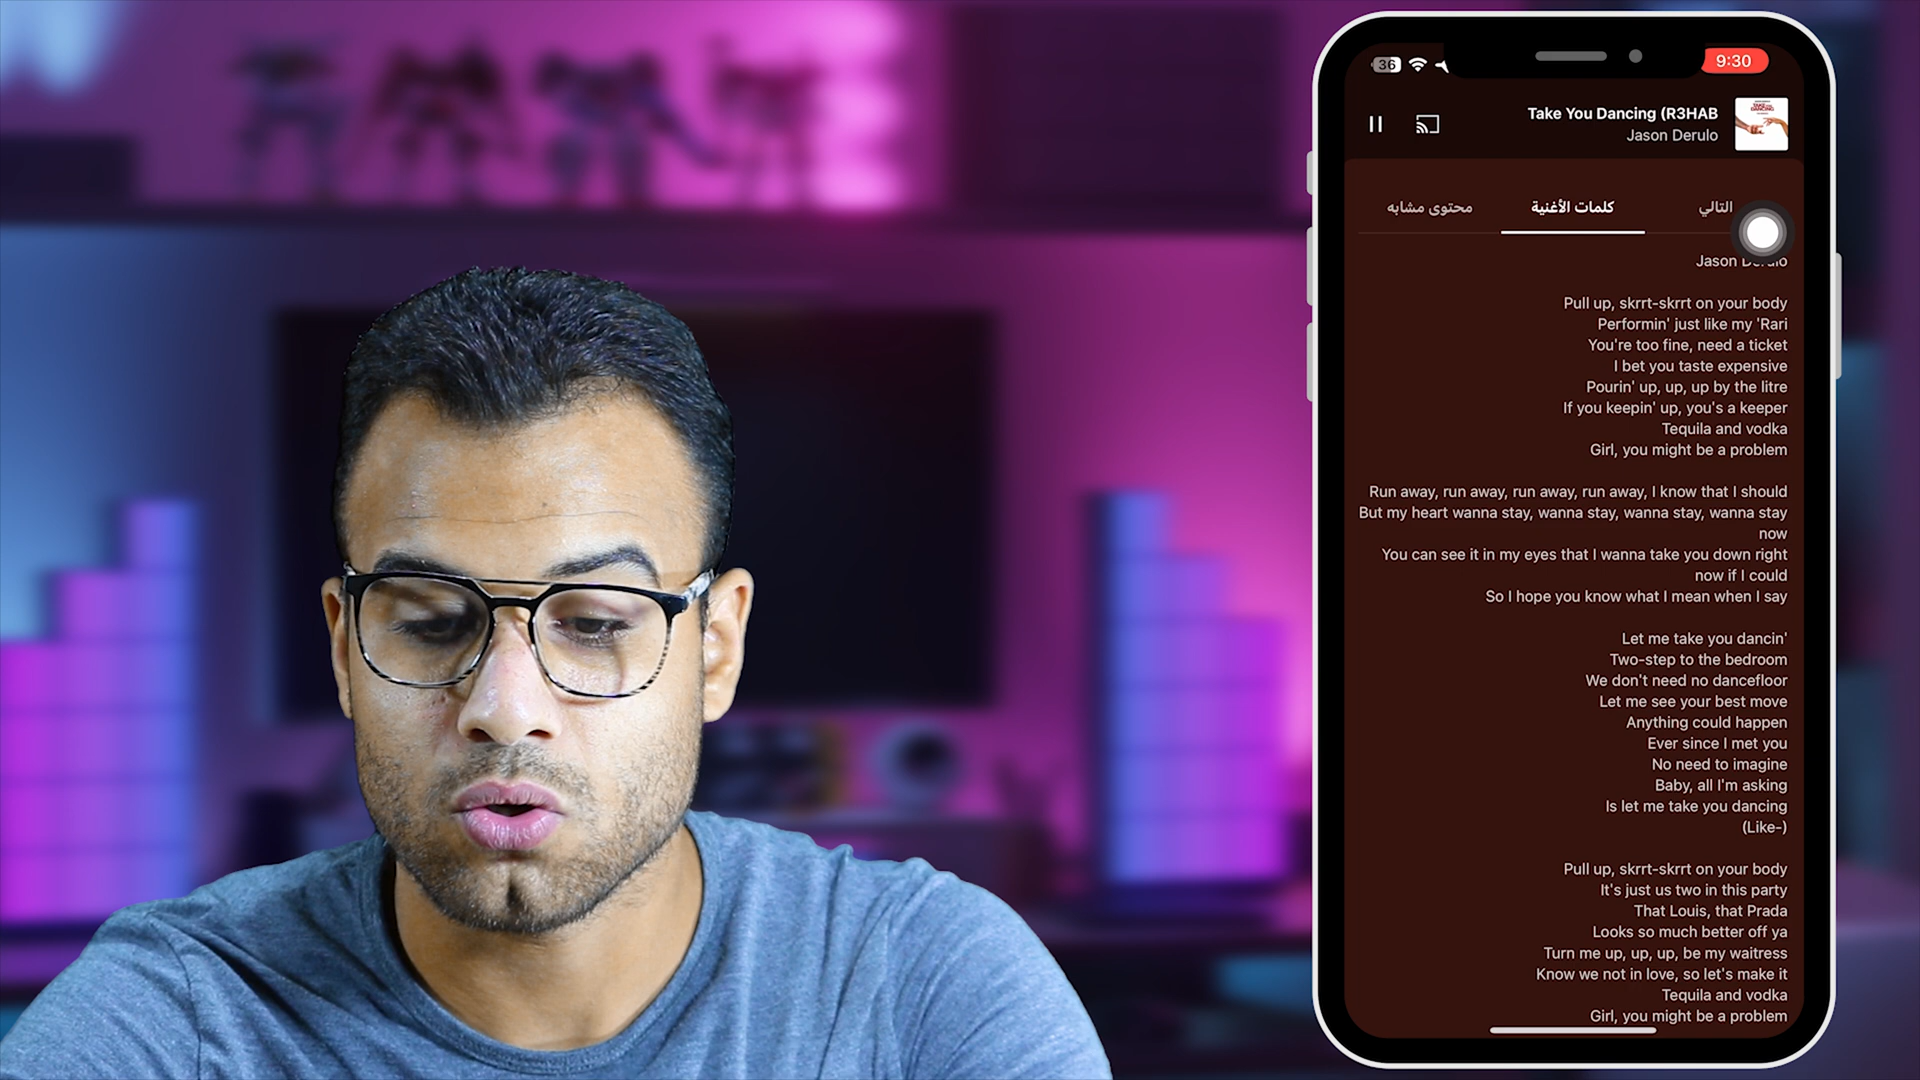 36
9:30
Take You Dancing (R3HAB
Jason Derulo
التالي
كلمات الأغنية
محتوى مشابه
Jason
Pull up, skrrt-skrrt on your body
Performin' just like my 'Rari
You're too fine, need a ticket
I bet you taste expensive
Pourin' up, up, up by the litre
If you keepin' up, you's a keeper
Tequila and vodka
Girl, you might be a problem
Run away, run away, run away, run away, I know that I should
But my heart wanna stay, wanna stay, wanna stay, wanna stay
now
You can see it in my eyes that I wanna take you down right
now if I could
So I hope you know what I mean when I say
Let me take you dancin'
Two-step to the bedroom
We don't need no dancefloor
Let me see your best move
Anything could happen
Ever since I met you
No need to imagine
Baby, all I'm asking
Is let me take you dancing
(Like-)
Pull up, skrrt-skrrt on your body
It's just us two in this party
That Louis, that Prada
Looks so much better off ya
Turn me up, up, up, be my waitress
Know we not in love, so let's make it
Tequila and vodka
Girl, you might be a problem